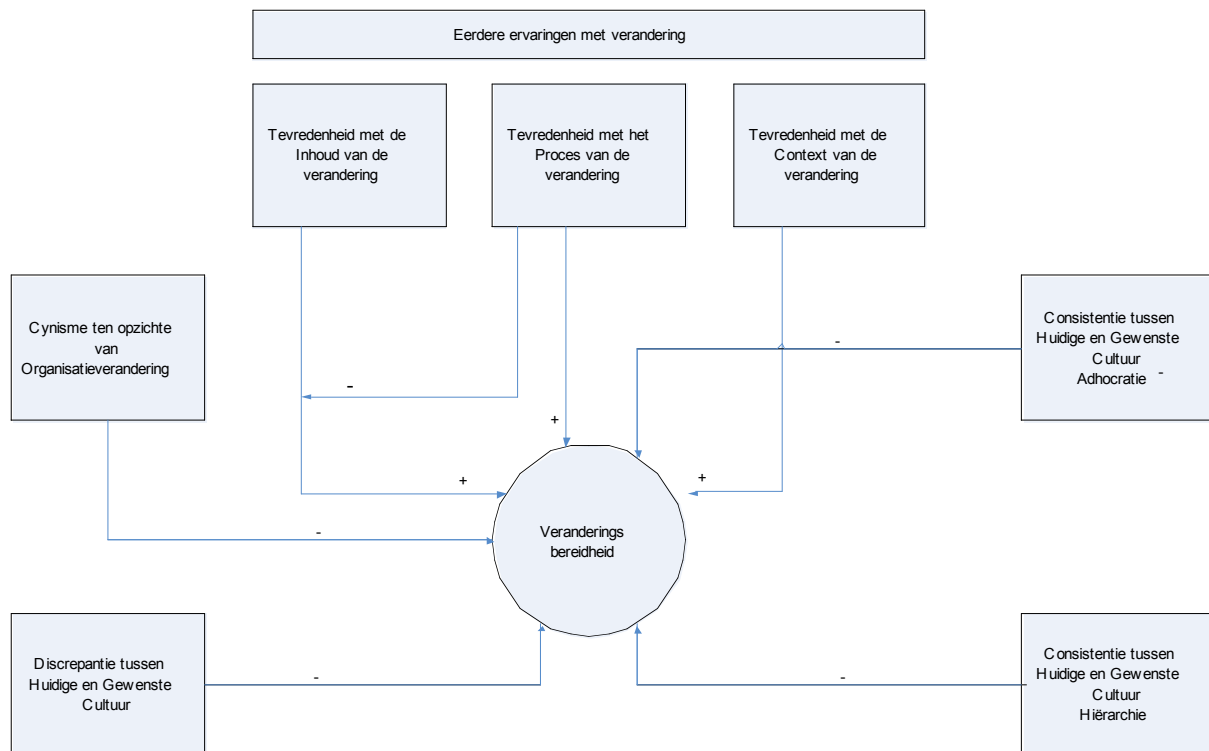 Eerdere ervaringen met verandering
Tevredenheid met de
Inhoud van de
verandering
Tevredenheid met het
Proces van de
verandering
Tevredenheid met de
Context van de
verandering
Cynisme ten opzichte
van
Organisatieverandering
Consistentie tussen
Huidige en Gewenste
Cultuur
Adhocratie -
-
-
+
+
+
-
Veranderings
bereidheid
Discrepantie tussen
Huidige en Gewenste
Cultuur
-
-
Consistentie tussen
Huidige en Gewenste
Cultuur
Hiërarchie